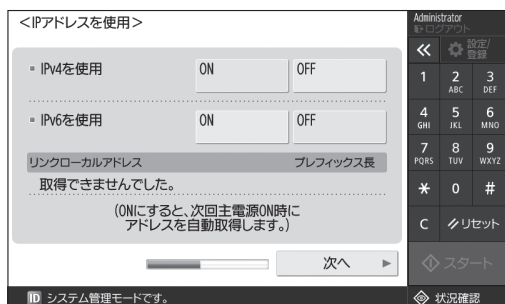 <IPアドレスを使用>
IPv4を使用 ON OFF
IPv6を使用 ON OFF
リンクローカルアドレス プレフィックス長
取得できませんでした。
(ONにすると、次回主電源ON時に
アドレスを自動取得します。)
次へ
ID システム管理モードです。
Administrator
ログアウト
設定/
登録
1 2 3
ABC DEF
4 5 6
GHI JKL MNO
7 8 9
PQRS TUV WXYZ
* 0 #
C リセット
スタート
状況確認